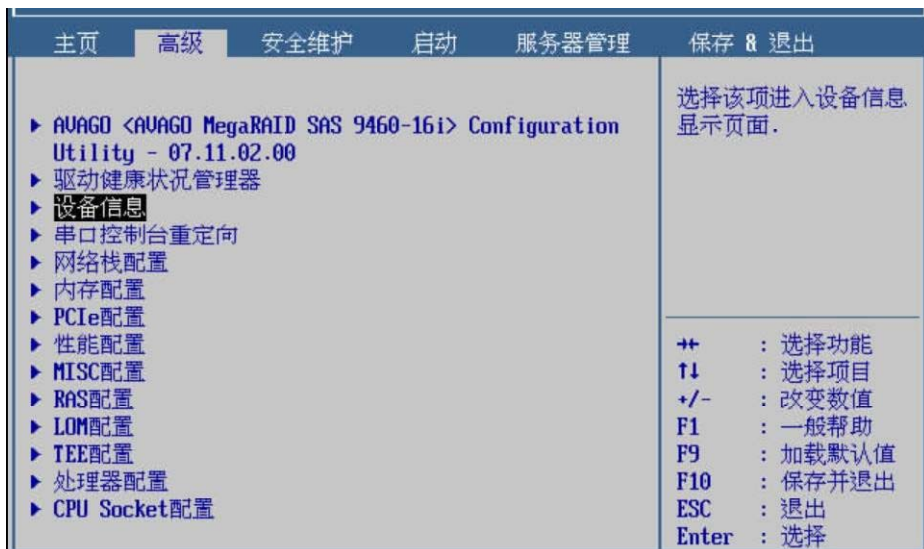 主页 高级 安全维护 启动 服务器管理 保存 & 退出
▶ AVAGO <AVAGO MegaRAID SAS 9460-16i> Configuration
Utility - 07.11.02.00
▶ 驱动健康状况管理器
▶ 设备信息
▶ 串口控制台重定向
▶ 网络栈配置
▶ 内存配置
▶ PCIe配置
▶ 性能配置
▶ MISC配置
▶ RAS配置
▶ LOM配置
▶ TEE配置
▶ 处理器配置
▶ CPU Socket配置
选择该项进入设备信息
显示页面.
→← : 选择功能
↑↓ : 选择项目
+/- : 改变数值
F1 : 一般帮助
F9 : 加载默认值
F10 : 保存并退出
ESC : 退出
Enter : 选择